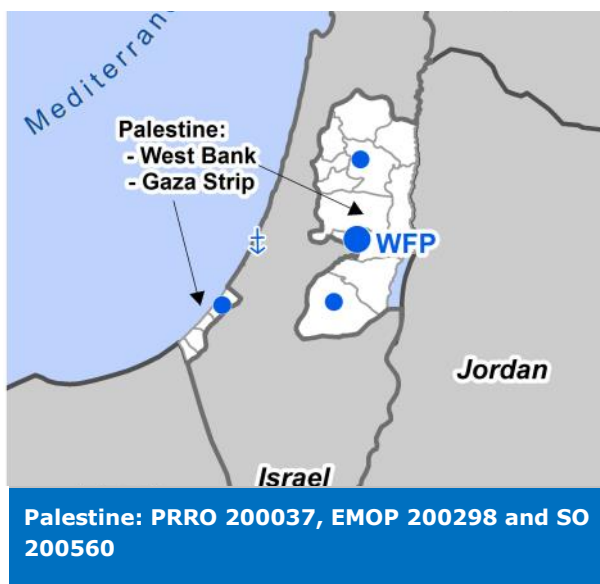 Mediterran
Palestine:
- West Bank
- Gaza Strip
WFP
Jordan
Israel
Palestine: PRRO 200037, EMOP 200298 and SO
200560